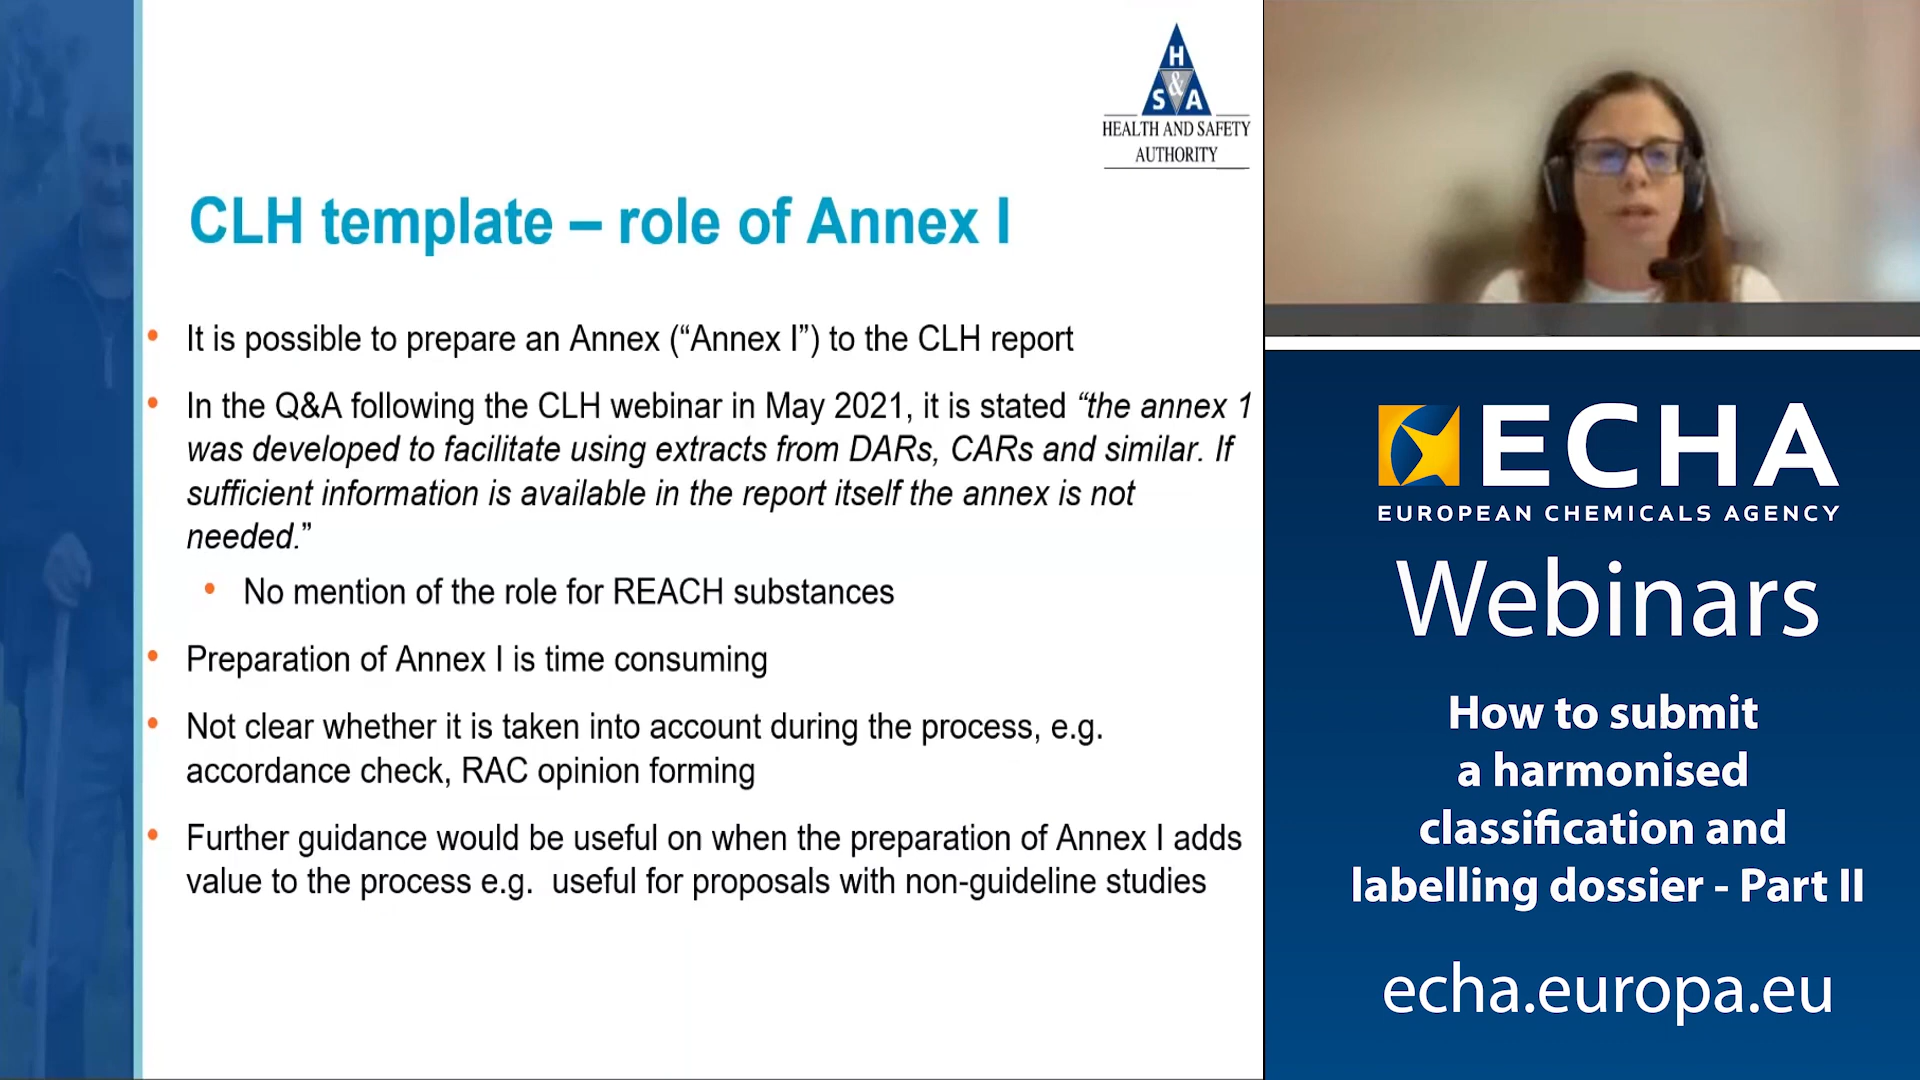 H
&
S A
HEALTH AND SAFETY
AUTHORITY
CLH template – role of Annex I
• It is possible to prepare an Annex (“Annex I”) to the CLH report
• In the Q&A following the CLH webinar in May 2021, it is stated “the annex 1
was developed to facilitate using extracts from DARs, CARs and similar. If
sufficient information is available in the report itself the annex is not
needed.”
• No mention of the role for REACH substances
• Preparation of Annex I is time consuming
• Not clear whether it is taken into account during the process, e.g.
accordance check, RAC opinion forming
• Further guidance would be useful on when the preparation of Annex I adds
value to the process e.g.  useful for proposals with non-guideline studies
ECHA
EUROPEAN CHEMICALS AGENCY
Webinars
How to submit
a harmonised
classification and
labelling dossier - Part II
echa.europa.eu